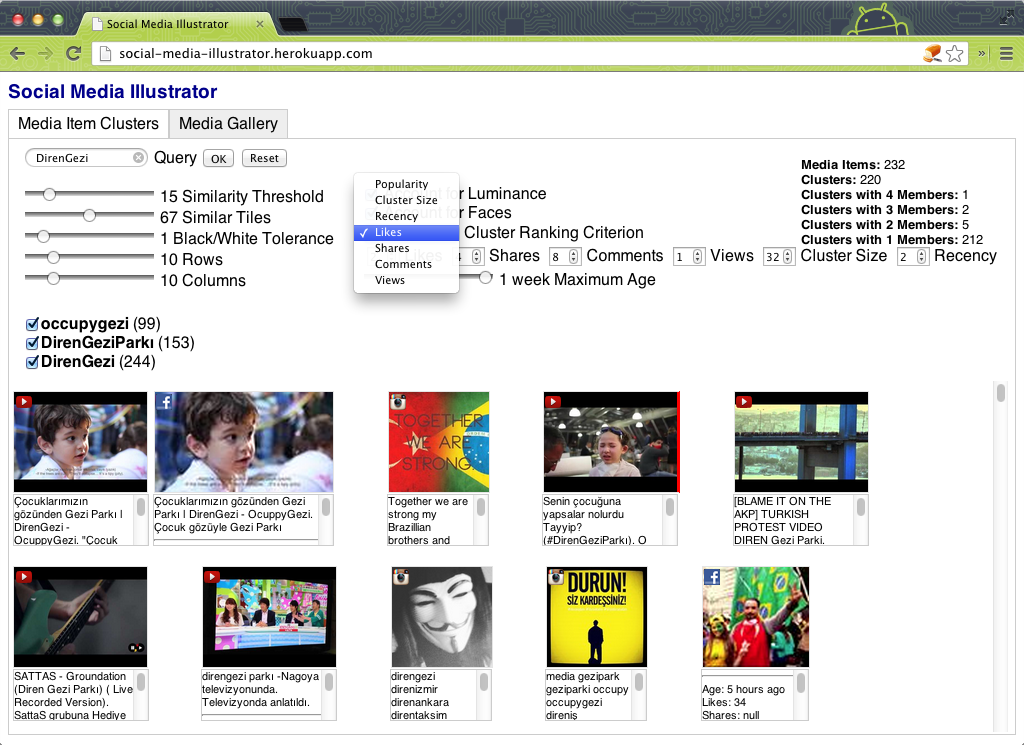 Social Media Illustrator
social-media-illustrator.herokuapp.com
Social Media Illustrator
Media Item Clusters
Media Gallery
DirenGezi
Query
OK
Reset
15 Similarity Threshold
67 Similar Tiles
1 Black/White Tolerance
10 Rows
10 Columns
Popularity
Cluster Size
Recency
✓ Likes
Shares
Comments
Views
for Luminance
for Faces
Cluster Ranking Criterion
4 Shares 8 Comments 1 Views 32 Cluster Size 2 Recency
1 week Maximum Age
Media Items: 232
Clusters: 220
Clusters with 4 Members: 1
Clusters with 3 Members: 2
Clusters with 2 Members: 5
Clusters with 1 Members: 212
occupygezi (99)
DirenGeziParkı (153)
DirenGezi (244)
Çocuklarımızın
gözünden Gezi Parkı |
DirenGezi -
OcuppyGezi. "Çocuk
Çocuklarımızın gözünden Gezi
Parkı | DirenGezi - OcuppyGezi.
Çocuk gözüyle Gezi Parkı
TOGETHER
WE ARE
STRONG
Together we are
strong my
Brazillian
brothers and
Senin çocuğuna
yapsalar nolurdu
Tayyip?
(#DirenGeziParkı). O
[BLAME IT ON THE
AKP] TURKISH
PROTEST VIDEO
DIREN Gezi Parki.
SATTAS - Groundation
(Diren Gezi Parkı) ( Live
Recorded Version).
SattaS grubuna Hediye
direngezi parkı -Nagoya
televizyonunda.
Televizyonda anlatıldı.
direngezi
direnizmir
direnankara
direntaksim
DURUN!
SİZ KARDEŞSİNİZ!
media gezipark
geziparki occupy
occupygezi
direniş
Age: 5 hours ago
Likes: 34
Shares: null